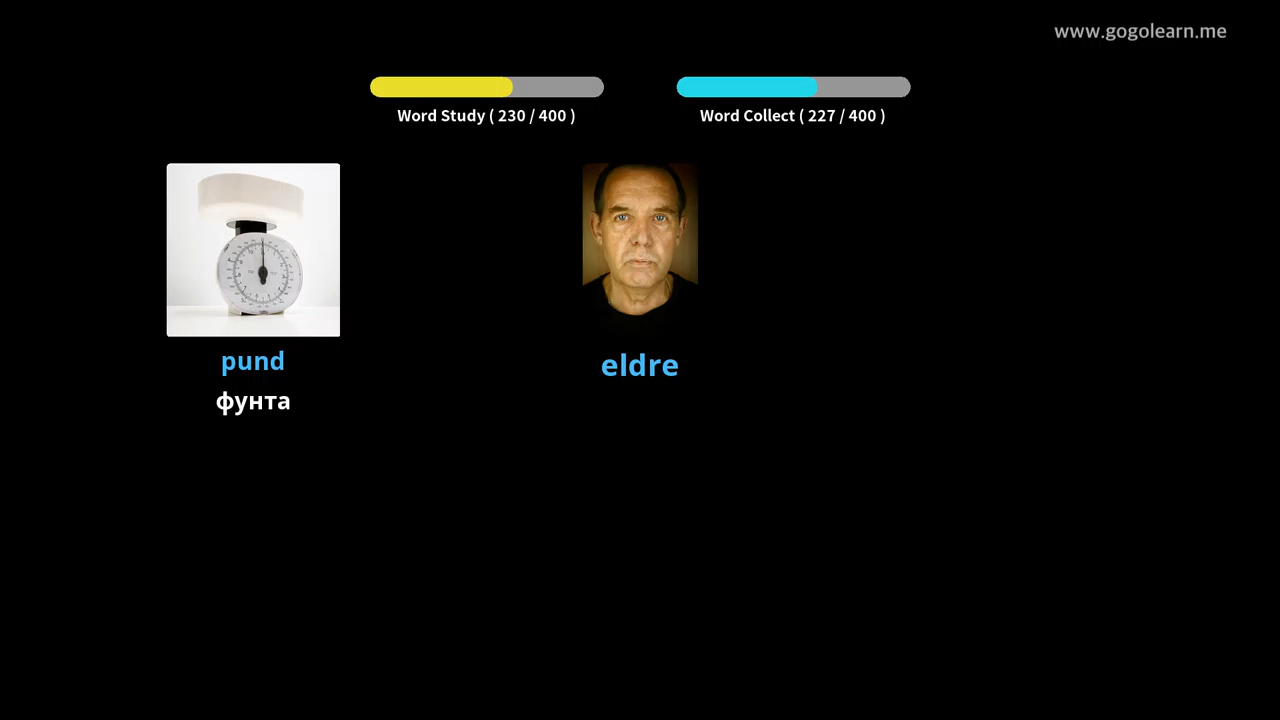 www.gogolearn.me
Word Study ( 230 / 400 )
Word Collect ( 227 / 400 )
pund
фунта
eldre